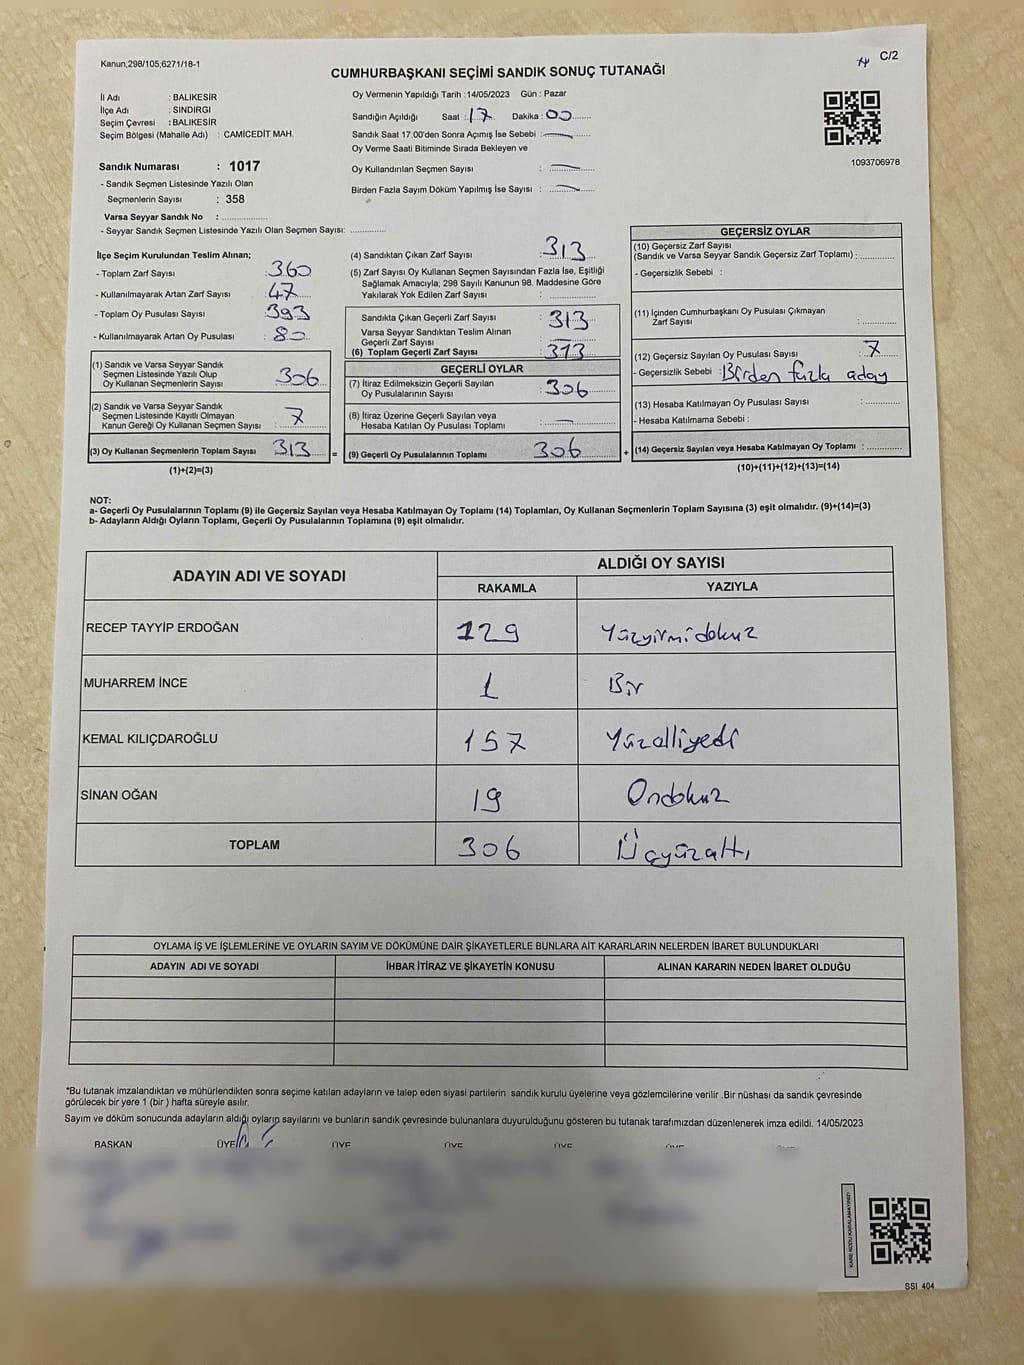 Kanun;298/105;6271/18-1
C/2
CUMHURBAŞKANI SEÇİMİ SANDIK SONUÇ TUTANAĞI
İl Adı : BALIKESİR
İlçe Adı : SINDIRGI
Seçim Çevresi : BALIKESİR
Seçim Bölgesi (Mahalle Adı) : CAMİCEDİT MAH.
Oy Vermenin Yapıldığı Tarih :14/05/2023 Gün : Pazar
Sandığın Açıldığı Saat :.17 Dakika : 00
Sandık Saat 17:00'den Sonra Açımış İse Sebebi :
Oy Verme Saati Bitiminde Sırada Bekleyen ve
Oy Kullandırılan Seçmen Sayısı :
Birden Fazla Sayım Döküm Yapılmış İse Sayısı :
1093706978
Sandık Numarası : 1017
- Sandık Seçmen Listesinde Yazılı Olan
Seçmenlerin Sayısı : 358
Varsa Seyyar Sandık No : ...................
- Seyyar Sandık Seçmen Listesinde Yazılı Olan Seçmen Sayısı: ..............
İlçe Seçim Kurulundan Teslim Alınan;
- Toplam Zarf Sayısı 360
- Kullanılmayarak Artan Zarf Sayısı : 47
- Toplam Oy Pusulası Sayısı : 393
- Kullanılmayarak Artan Oy Pusulası : 80
(1) Sandık ve Varsa Seyyar Sandık
Seçmen Listesinde Yazılı Olup
Oy Kullanan Seçmenlerin Sayısı : 306
(2) Sandık ve Varsa Seyyar Sandık
Seçmen Listesinde Kayıtlı Olmayan
Kanun Gereği Oy Kullanan Seçmen Sayısı : 7
(3) Oy Kullanan Seçmenlerin Toplam Sayısı 313
(1)+(2)=(3)
=
(4) Sandıktan Çıkan Zarf Sayısı : 313
(5) Zarf Sayısı Oy Kullanan Seçmen Sayısından Fazla İse, Eşitliği
Sağlamak Amacıyla; 298 Sayılı Kanunun 98. Maddesine Göre
Yakılarak Yok Edilen Zarf Sayısı : ..............
Sandıkta Çıkan Geçerli Zarf Sayısı : 313
Varsa Seyyar Sandıktan Teslim Alınan
Geçerli Zarf Sayısı :
(6) Toplam Geçerli Zarf Sayısı : 313
GEÇERLİ OYLAR
(7) İtiraz Edilmeksizin Geçerli Sayılan
Oy Pusulasının Sayısı : 306
(8) İtiraz Üzerine Geçerli Sayılan veya
Hesaba Katılan Oy Pusulası Toplamı :
(9) Geçerli Oy Pusulalarının Toplamı : 306
+
GEÇERSİZ OYLAR
(10) Geçersiz Zarf Sayısı
(Sandık ve Varsa Seyyar Sandık Geçersiz Zarf Toplamı) : ............
- Geçersizlik Sebebi :
(11) İçinden Cumhurbaşkanı Oy Pusulası Çıkmayan
Zarf Sayısı : ............
(12) Geçersiz Sayılan Oy Pusulası Sayısı : 7
- Geçersizlik Sebebi : Birden fazla aday
(13) Hesaba Katılmayan Oy Pusulası Sayısı : ............
- Hesaba Katılmama Sebebi :
(14) Geçersiz Sayılan veya Hesaba Katılmayan Oy Toplamı : ............
(10)+(11)+(12)+(13)=(14)
NOT:
a- Geçerli Oy Pusulalarının Toplamı (9) ile Geçersiz Sayılan veya Hesaba Katılmayan Oy Toplamı (14) Toplamları, Oy Kullanan Seçmenlerin Toplam Sayısına (3) eşit olmalıdır. (9)+(14)=(3)
b- Adayların Aldığı Oyların Toplamı, Geçerli Oy Pusulalarının Toplamına (9) eşit olmalıdır.
ADAYIN ADI VE SOYADI
ALDIĞI OY SAYISI
RAKAMLA YAZIYLA
RECEP TAYYİP ERDOĞAN 129 Yüzyirmidokuz
MUHARREM İNCE 1 Bir
KEMAL KILIÇDAROĞLU 157 Yüzelliyedi
SİNAN OĞAN 19 Ondokuz
TOPLAM 306 Üçyüzaltı
OYLAMA İŞ VE İŞLEMLERİNE VE OYLARIN SAYIM VE DÖKÜMÜNE DAİR ŞİKAYETLERLE BUNLARA AİT KARARLARIN NELERDEN İBARET BULUNDUKLARI
ADAYIN ADI VE SOYADI İHBAR İTİRAZ VE ŞİKAYETİN KONUSU ALINAN KARARIN NEDEN İBARET OLDUĞU
*Bu tutanak imzalandıktan ve mühürlendikten sonra seçime katılan adayların ve talep eden siyasi partilerin sandık kurulu üyelerine veya gözlemcilerine verilir .Bir nüshası da sandık çevresinde
görülecek bir yere 1 (bir ) hafta süreyle asılır.
Sayım ve döküm sonucunda adayların aldığı oyların sayılarını ve bunların sandık çevresinde bulunanlara duyurulduğunu gösteren bu tutanak tarafımızdan düzenlenerek imza edildi. 14/05/2023
BAŞKAN ÜYE ÜYE ÜYE ÜYE
KARE KODU KARALAMAYINIZ!
SSI_404